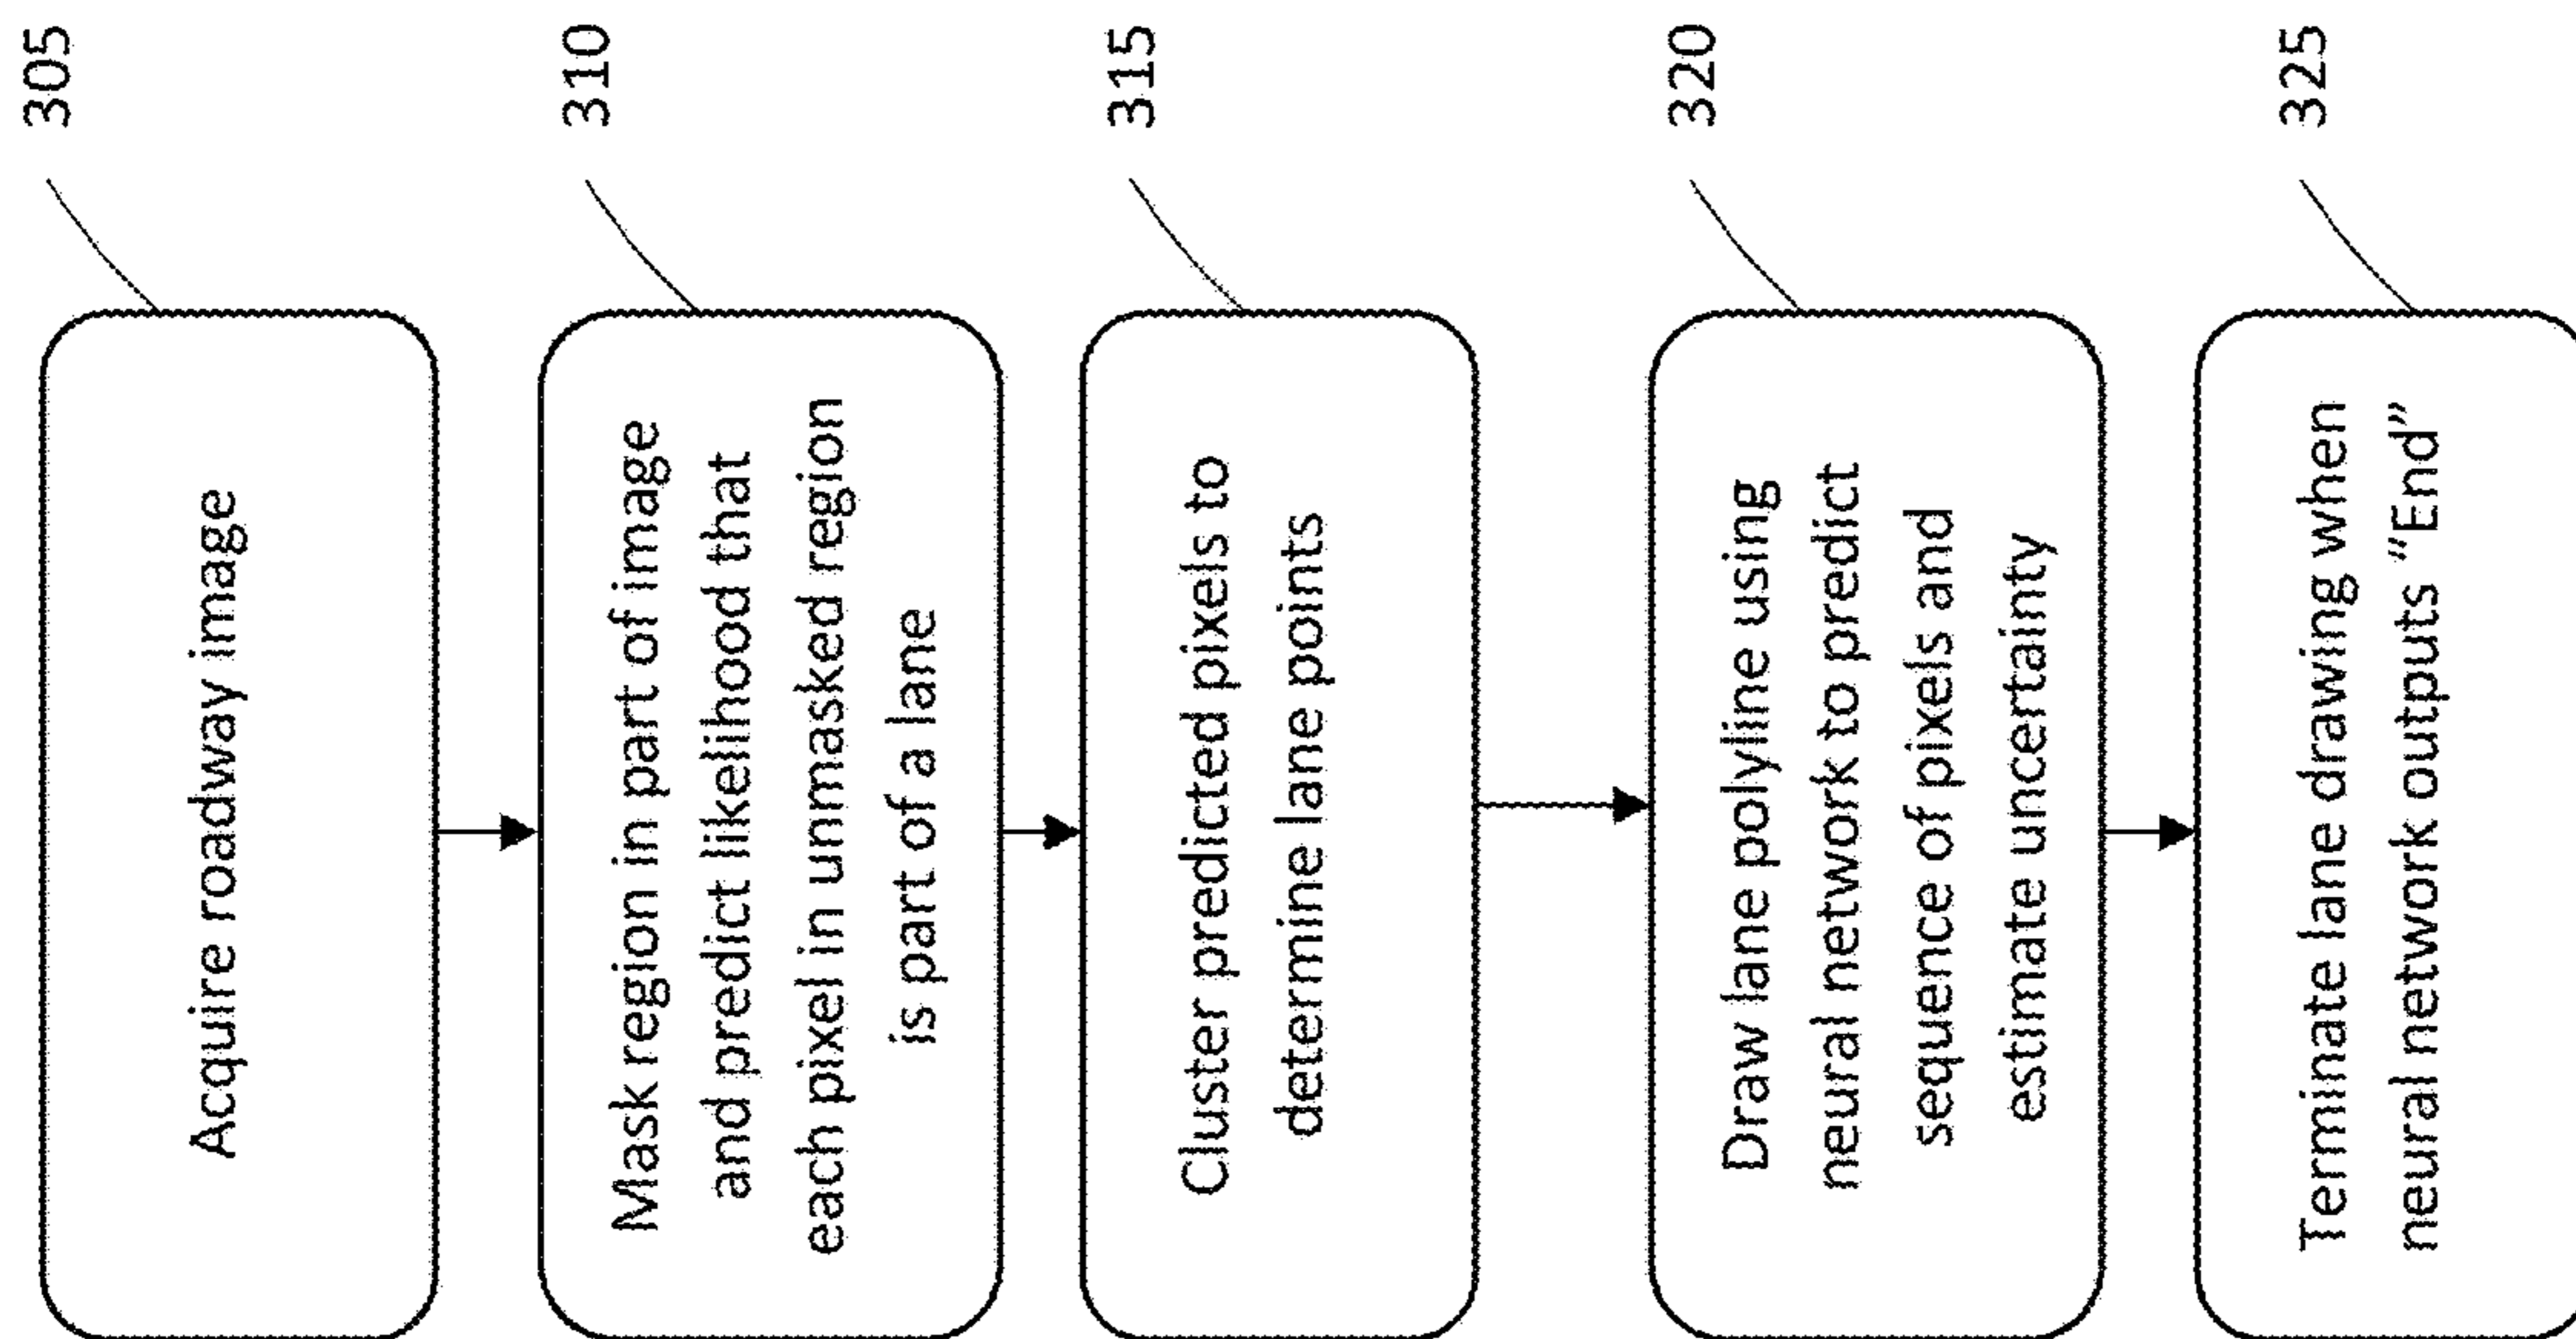 305
Acquire roadway image
310
Mask region in part of image
and predict likelihood that
each pixel in unmasked region
is part of a lane
315
Cluster predicted pixels to
determine lane points
320
Draw lane polyline using
neural network to predict
sequence of pixels and
estimate uncertainty
325
Terminate lane drawing when
neural network outputs “End”